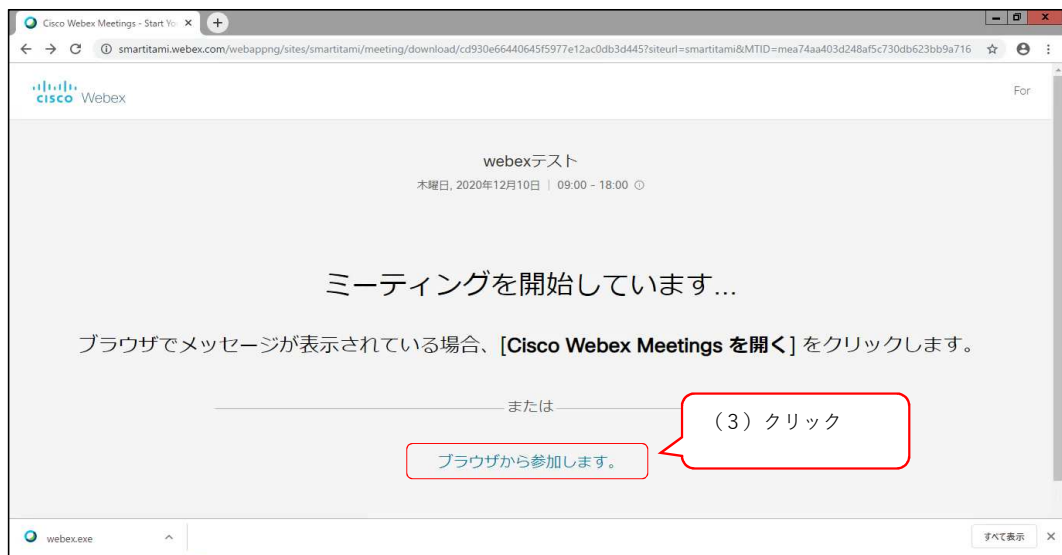 Cisco Webex Meetings - Start Yo
smartitami.webex.com/webappng/sites/smartitami/meeting/download/cd930e66440645f5977e12ac0db3d445?siteurl=smartitami&MTID=mea74aa403d248af5c730db623bb9a716
CISCO Webex
For
webexテスト
木曜日, 2020年12月10日 | 09:00 - 18:00
ミーティングを開始しています...
ブラウザでメッセージが表示されている場合、[Cisco Webex Meetings を開く] をクリックします。
または
(3)クリック
ブラウザから参加します。
webex.exe
すべて表示